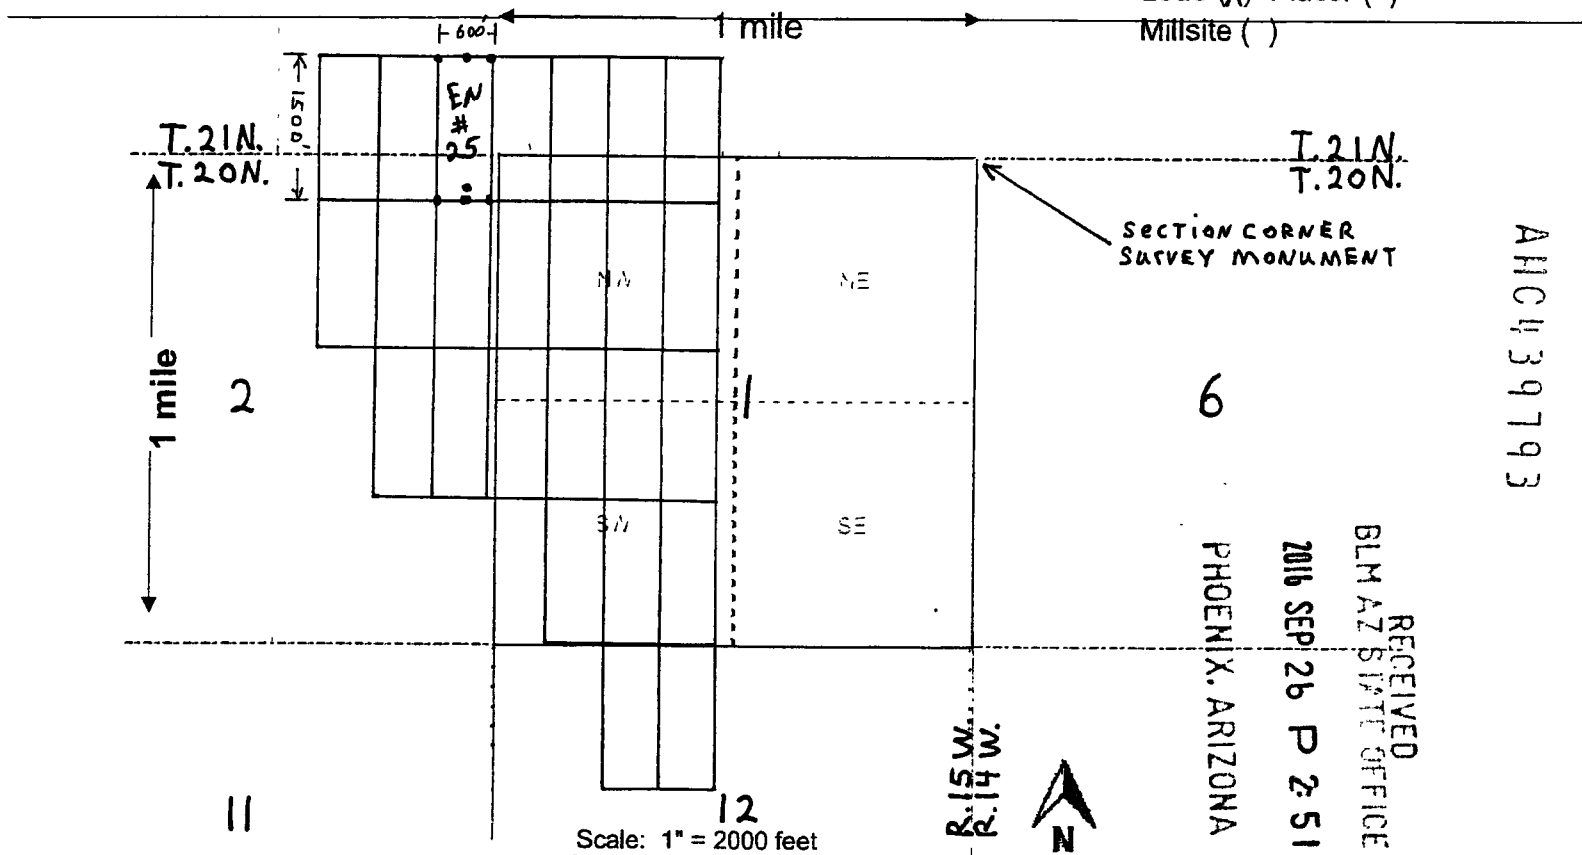 1 mile
Millsite ( )
600'
1500'
EN
#
25
T.21N.
T.20N.
T.21N.
T.20N.
SECTION CORNER
SURVEY MONUMENT
NW
NE
1 mile
2
1
6
SW
SE
AMC439793
RECEIVED
BLM AZ STATE OFFICE
2016 SEP 26 P 2:51
PHOENIX, ARIZONA
R.15W.
R.14W.
11
12
N
Scale: 1" = 2000 feet